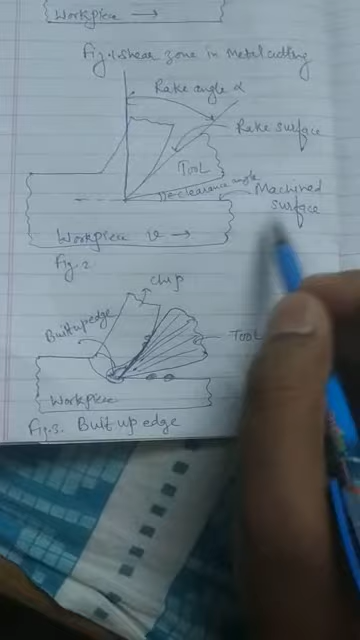 Workpiece
Fig.1. shear zone in Metal cutting
Rake angle α
Rake surface
Tool
clearance angle
Machined
surface
Workpiece v
Fig. 2.
chip
Built up edge
Tool
Workpiece
Fig. 3. Built up edge